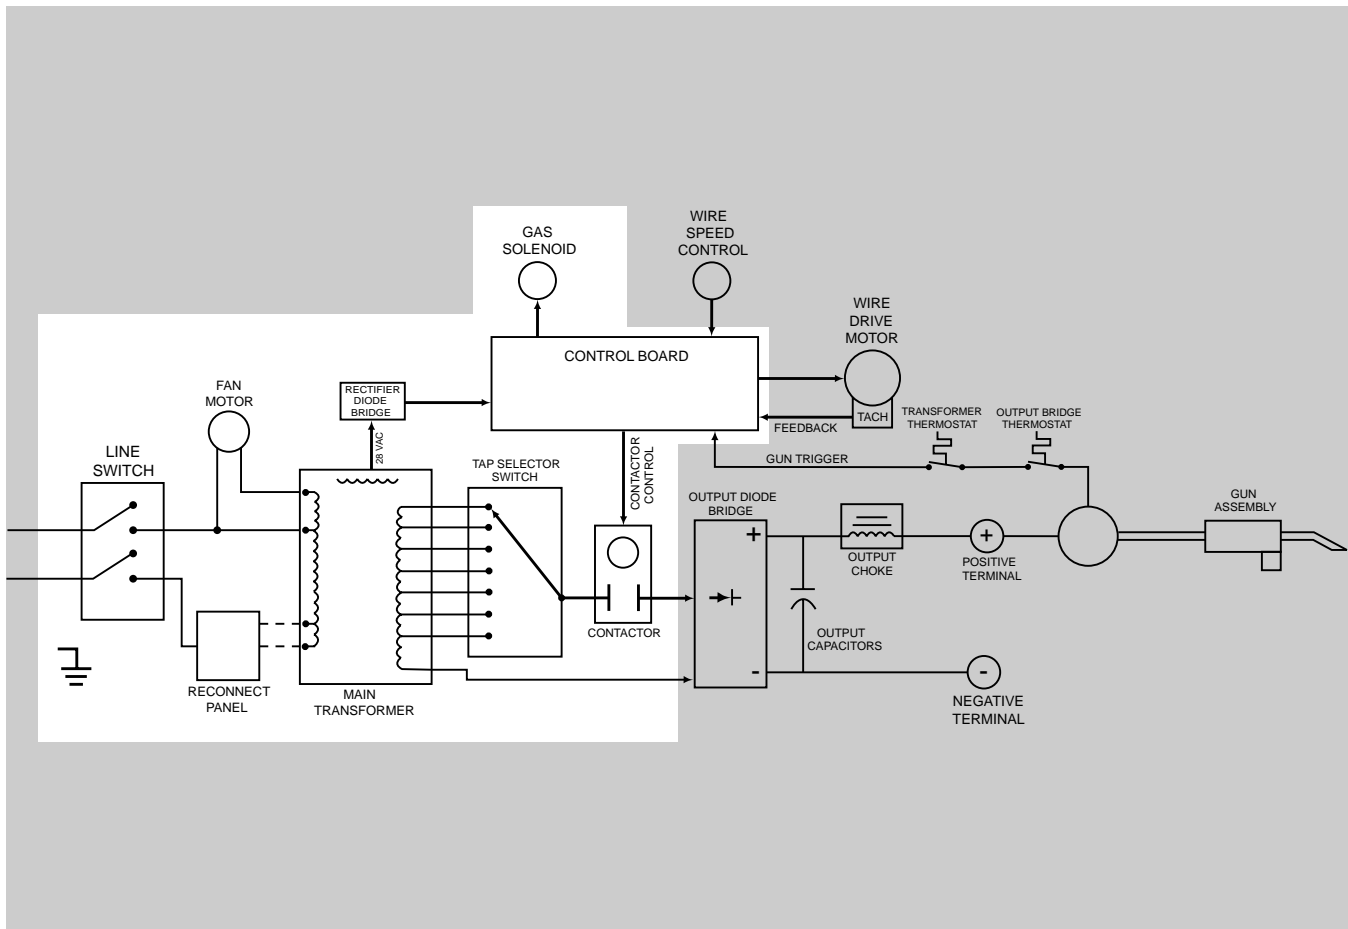 GAS
SOLENOID
WIRE
SPEED
CONTROL
WIRE
DRIVE
MOTOR
CONTROL BOARD
FAN
MOTOR
RECTIFIER
DIODE
BRIDGE
28 VAC
TACH
FEEDBACK
TRANSFORMER
THERMOSTAT
OUTPUT BRIDGE
THERMOSTAT
GUN TRIGGER
LINE
SWITCH
TAP SELECTOR
SWITCH
CONTACTOR
CONTROL
OUTPUT DIODE
BRIDGE
GUN
ASSEMBLY
+
+
OUTPUT
CHOKE
POSITIVE
TERMINAL
CONTACTOR
OUTPUT
CAPACITORS
-
-
RECONNECT
PANEL
MAIN
TRANSFORMER
NEGATIVE
TERMINAL